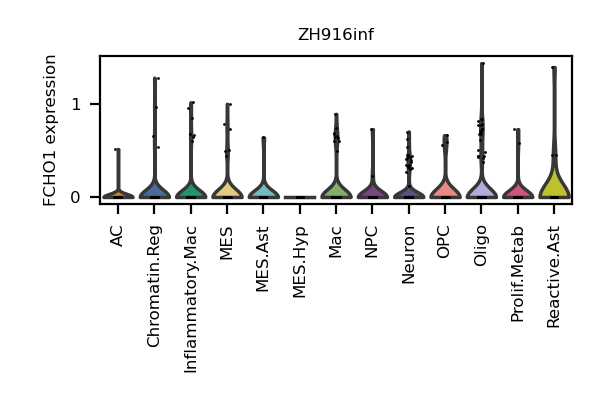 ZH916inf
FCHO1 expression
1
0
AC
Chromatin.Reg
Inflammatory.Mac
MES
MES.Ast
MES.Hyp
Mac
NPC
Neuron
OPC
Oligo
Prolif.Metab
Reactive.Ast